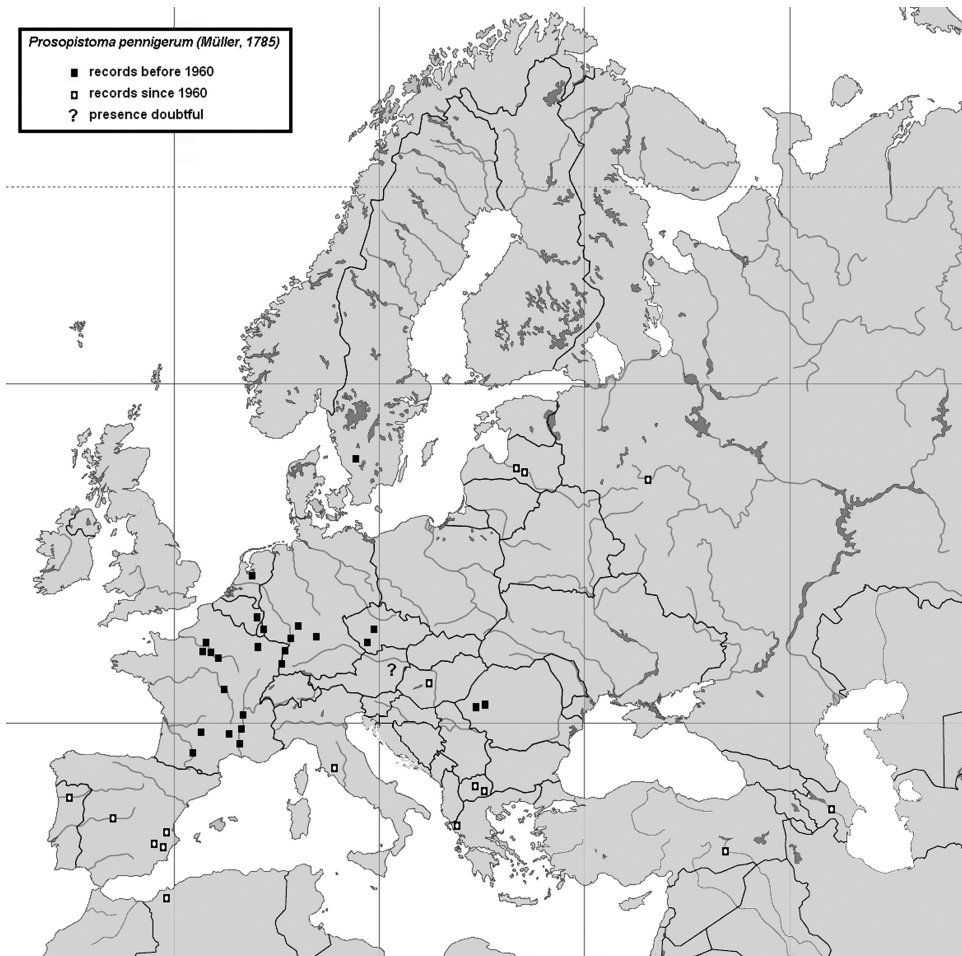 Prosopistoma pennigerum (Müller, 1785)
records before 1960
records since 1960
? presence doubtful
?